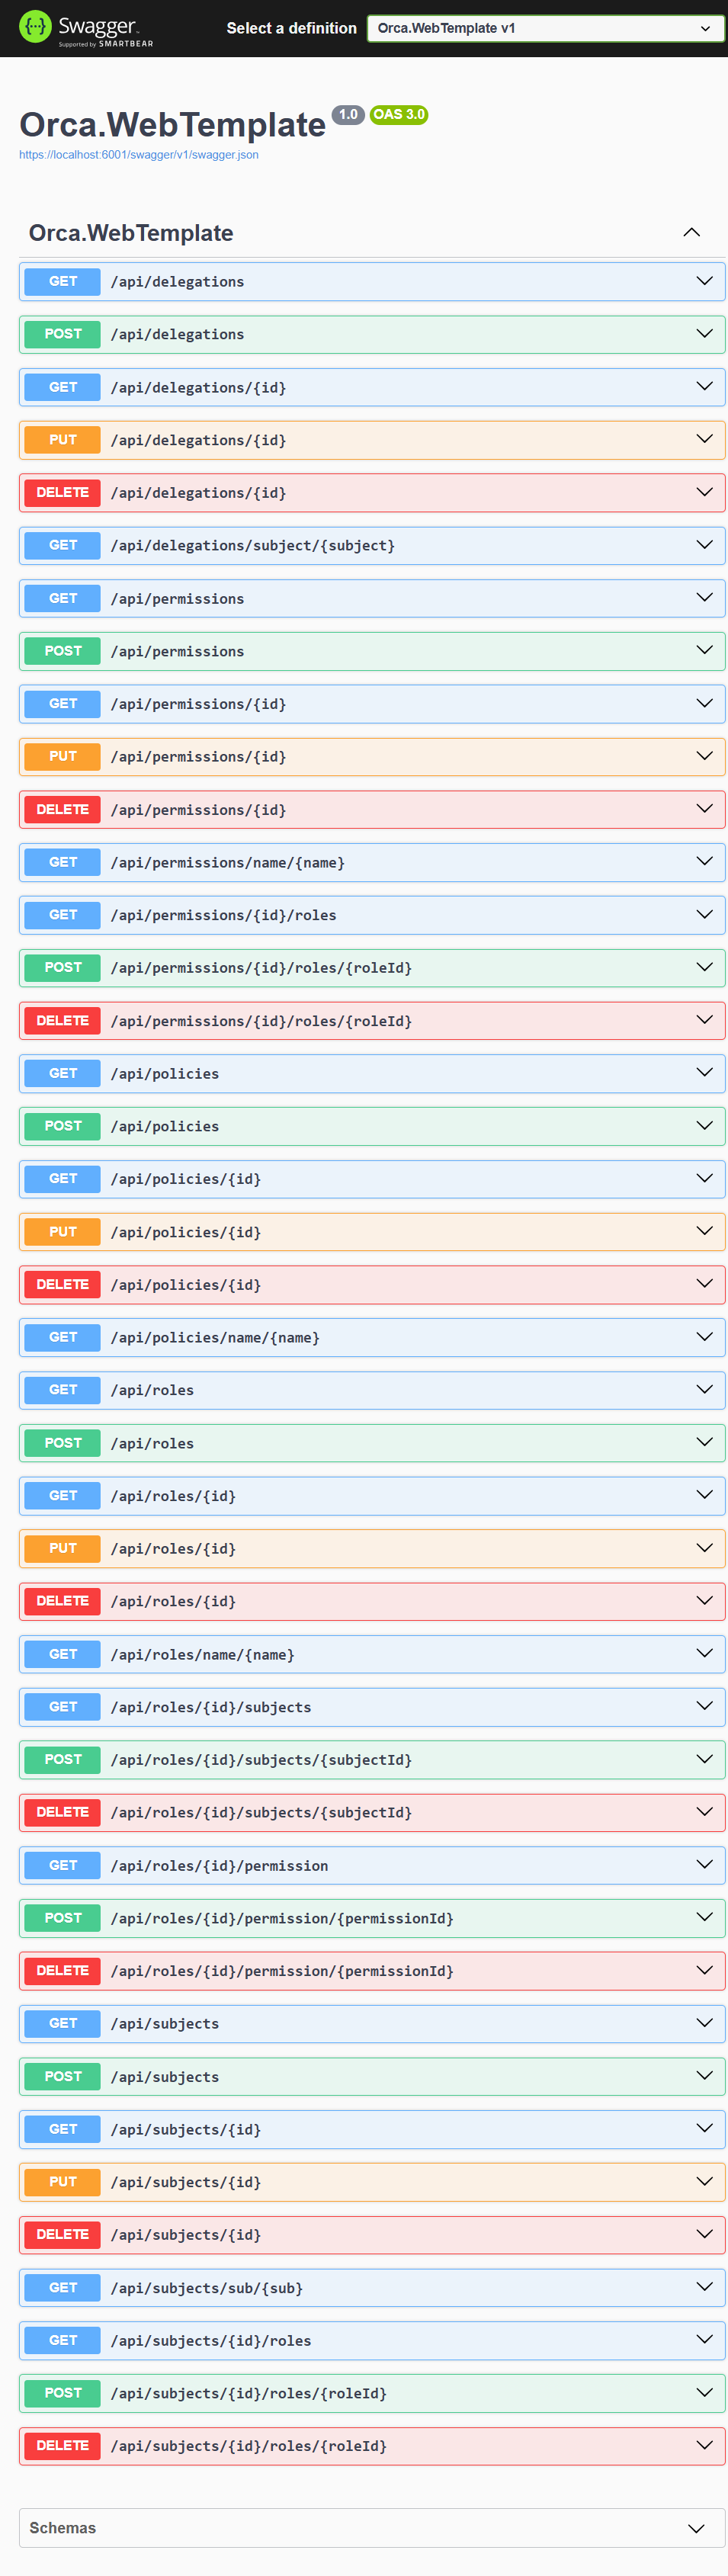 Swagger
Supported by SMARTBEAR
Select a definition
Orca.WebTemplate v1
Orca.WebTemplate 1.0 OAS 3.0
https://localhost:6001/swagger/v1/swagger.json
Orca.WebTemplate
GET /api/delegations
POST /api/delegations
GET /api/delegations/{id}
PUT /api/delegations/{id}
DELETE /api/delegations/{id}
GET /api/delegations/subject/{subject}
GET /api/permissions
POST /api/permissions
GET /api/permissions/{id}
PUT /api/permissions/{id}
DELETE /api/permissions/{id}
GET /api/permissions/name/{name}
GET /api/permissions/{id}/roles
POST /api/permissions/{id}/roles/{roleId}
DELETE /api/permissions/{id}/roles/{roleId}
GET /api/policies
POST /api/policies
GET /api/policies/{id}
PUT /api/policies/{id}
DELETE /api/policies/{id}
GET /api/policies/name/{name}
GET /api/roles
POST /api/roles
GET /api/roles/{id}
PUT /api/roles/{id}
DELETE /api/roles/{id}
GET /api/roles/name/{name}
GET /api/roles/{id}/subjects
POST /api/roles/{id}/subjects/{subjectId}
DELETE /api/roles/{id}/subjects/{subjectId}
GET /api/roles/{id}/permission
POST /api/roles/{id}/permission/{permissionId}
DELETE /api/roles/{id}/permission/{permissionId}
GET /api/subjects
POST /api/subjects
GET /api/subjects/{id}
PUT /api/subjects/{id}
DELETE /api/subjects/{id}
GET /api/subjects/sub/{sub}
GET /api/subjects/{id}/roles
POST /api/subjects/{id}/roles/{roleId}
DELETE /api/subjects/{id}/roles/{roleId}
Schemas